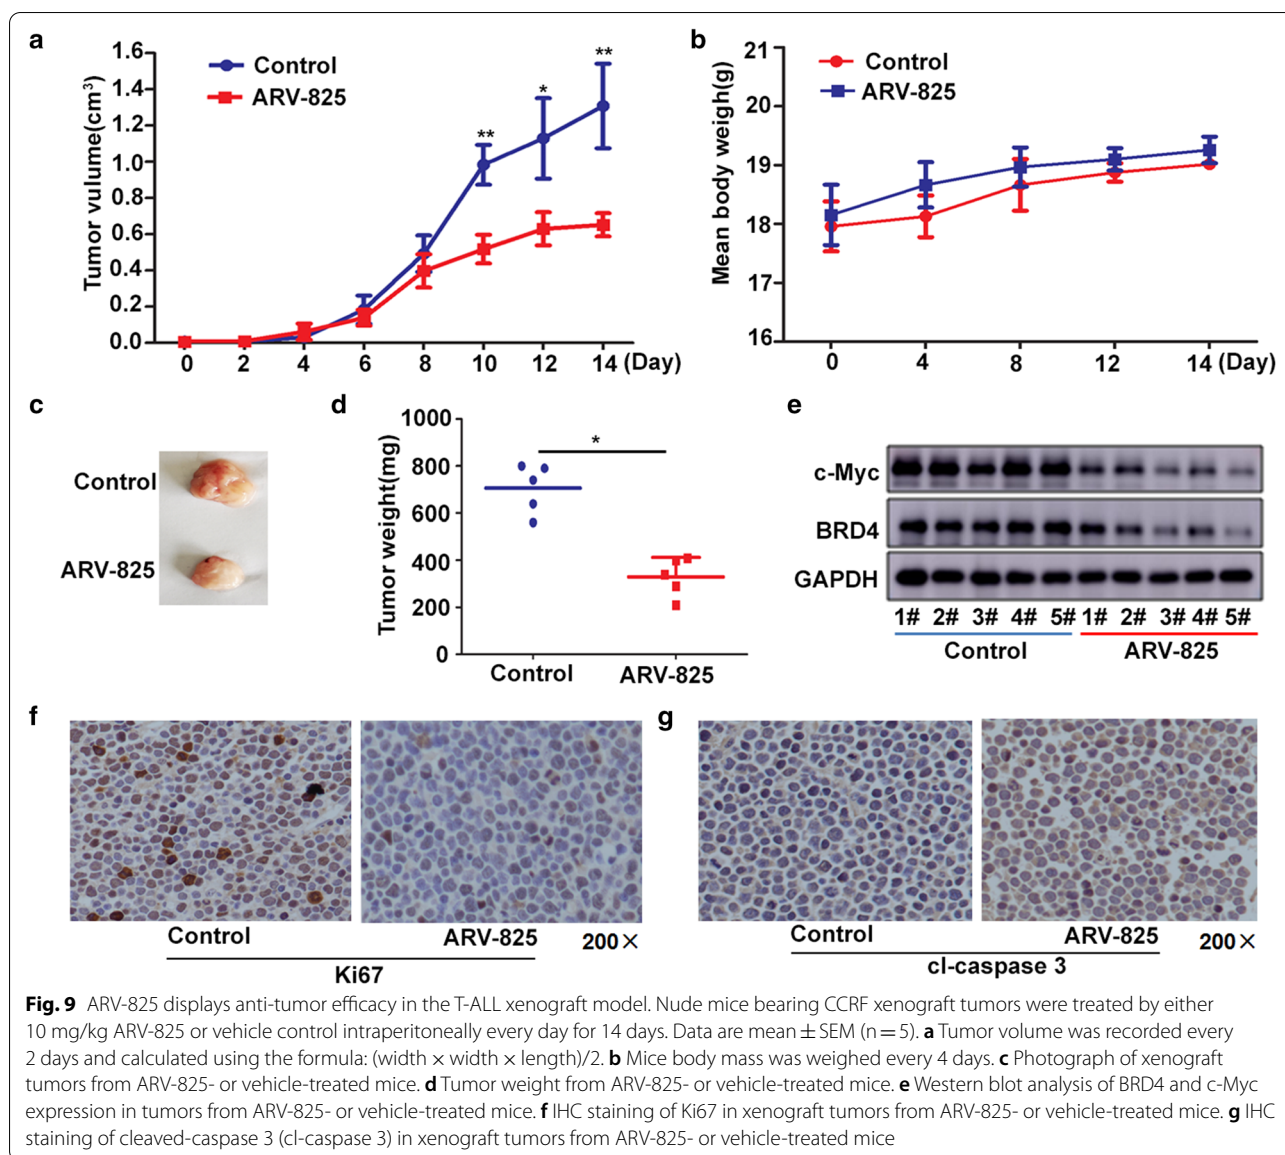 a
1.6
1.4
1.2
1.0
0.8
0.6
0.4
0.2
0.0
Tumor vulume(cm³)
Control
ARV-825
**
*
**
0 2 4 6 8 10 12 14 (Day)
b
21
20
19
18
17
16
Mean body weigh(g)
Control
ARV-825
0 4 8 12 14 (Day)
c
Control
ARV-825
d
1000
800
600
400
200
0
Tumor weight(mg)
*
Control ARV-825
e
c-Myc
BRD4
GAPDH
1# 2# 3# 4# 5# 1# 2# 3# 4# 5#
Control ARV-825
f
Control ARV-825 200×
Ki67
g
Control ARV-825 200×
cl-caspase 3
Fig. 9 ARV-825 displays anti-tumor efficacy in the T-ALL xenograft model. Nude mice bearing CCRF xenograft tumors were treated by either
10 mg/kg ARV-825 or vehicle control intraperitoneally every day for 14 days. Data are mean ± SEM (n = 5). a Tumor volume was recorded every
2 days and calculated using the formula: (width × width × length)/2. b Mice body mass was weighed every 4 days. c Photograph of xenograft
tumors from ARV-825- or vehicle-treated mice. d Tumor weight from ARV-825- or vehicle-treated mice. e Western blot analysis of BRD4 and c-Myc
expression in tumors from ARV-825- or vehicle-treated mice. f IHC staining of Ki67 in xenograft tumors from ARV-825- or vehicle-treated mice. g IHC
staining of cleaved-caspase 3 (cl-caspase 3) in xenograft tumors from ARV-825- or vehicle-treated mice